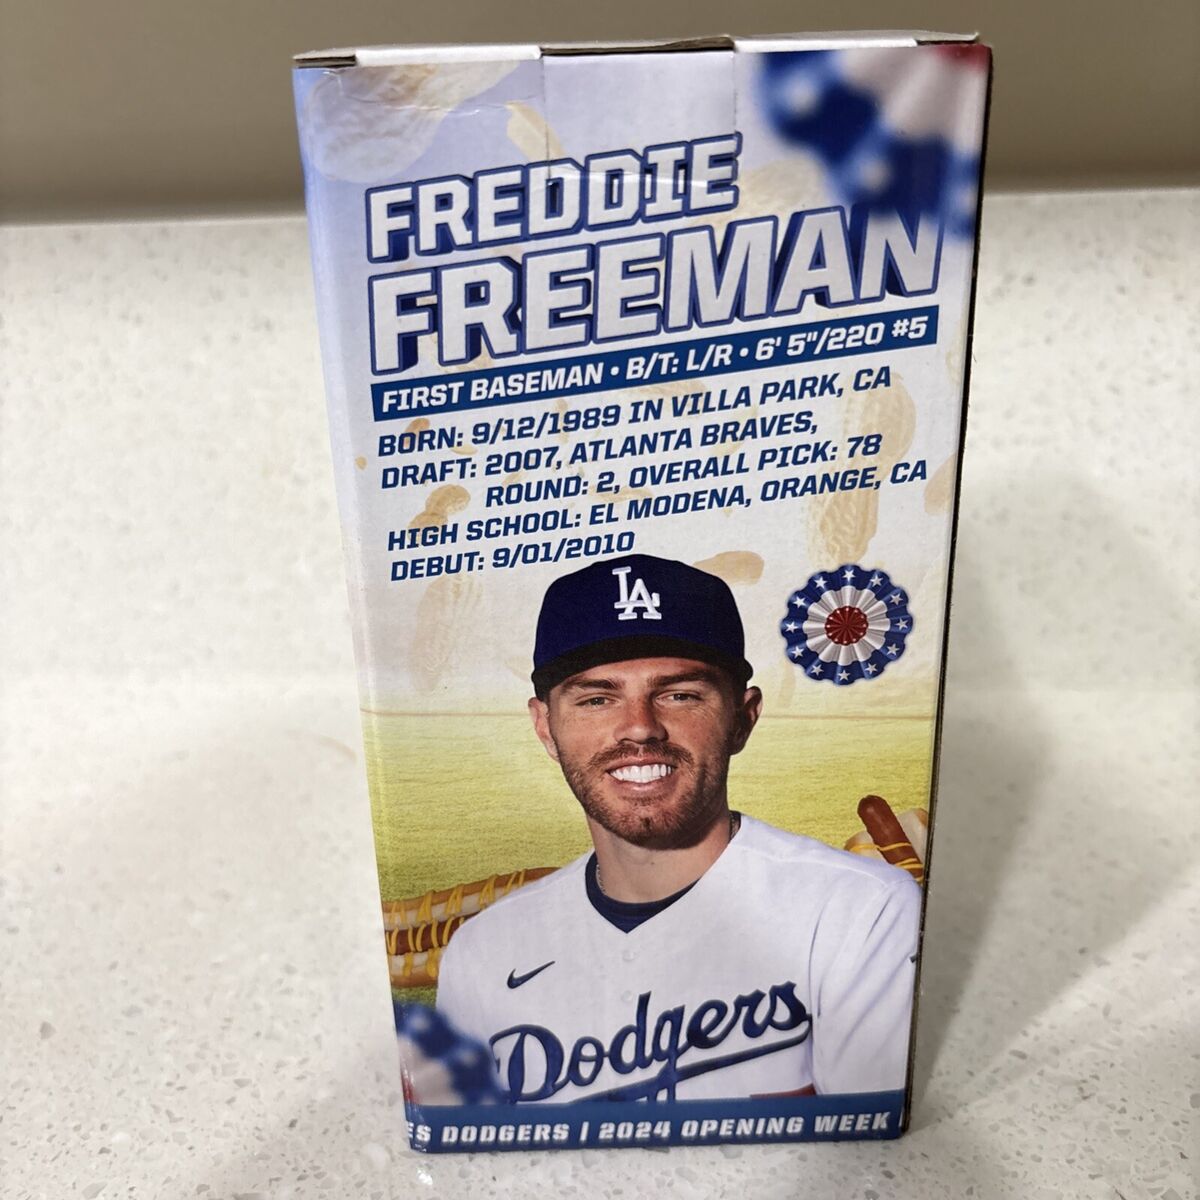 FREDDIE
FREEMAN
FIRST BASEMAN • B/T: L/R • 6' 5"/220 #5
BORN: 9/12/1989 IN VILLA PARK, CA
DRAFT: 2007, ATLANTA BRAVES,
ROUND: 2, OVERALL PICK: 78
HIGH SCHOOL: EL MODENA, ORANGE, CA
DEBUT: 9/01/2010
LA
Dodgers
ES DODGERS | 2024 OPENING WEEK